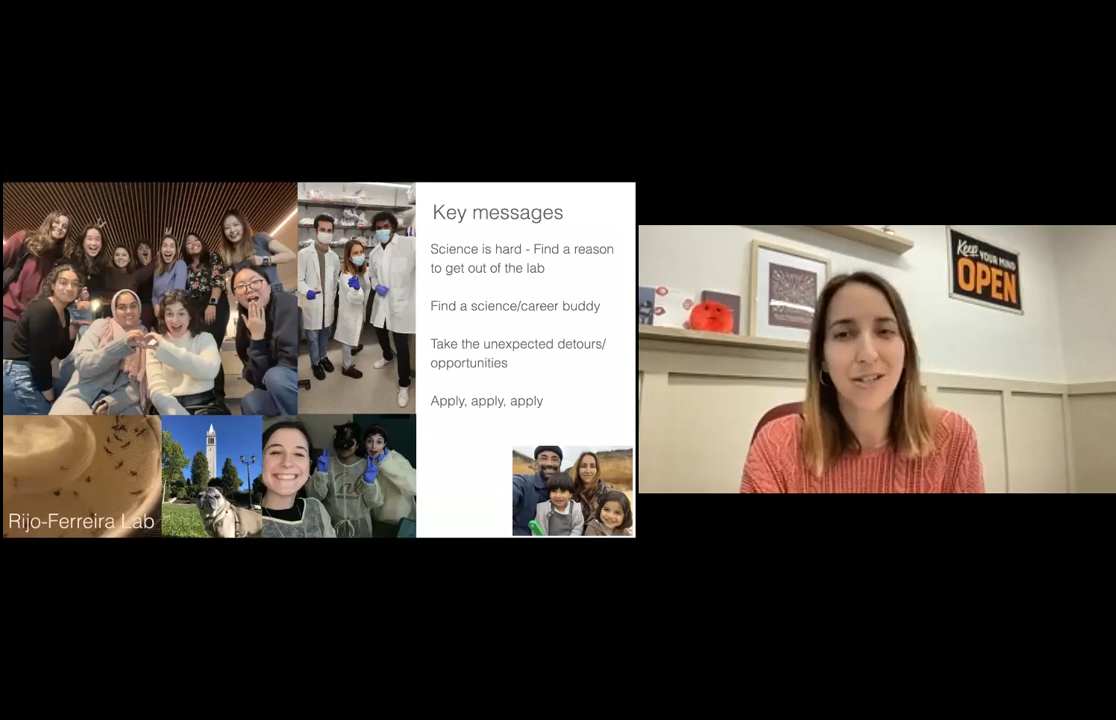 Key messages
Science is hard - Find a reason
to get out of the lab
Find a science/career buddy
Take the unexpected detours/
opportunities
Apply, apply, apply
Rijo-Ferreira Lab
Keep YOUR MIND
OPEN